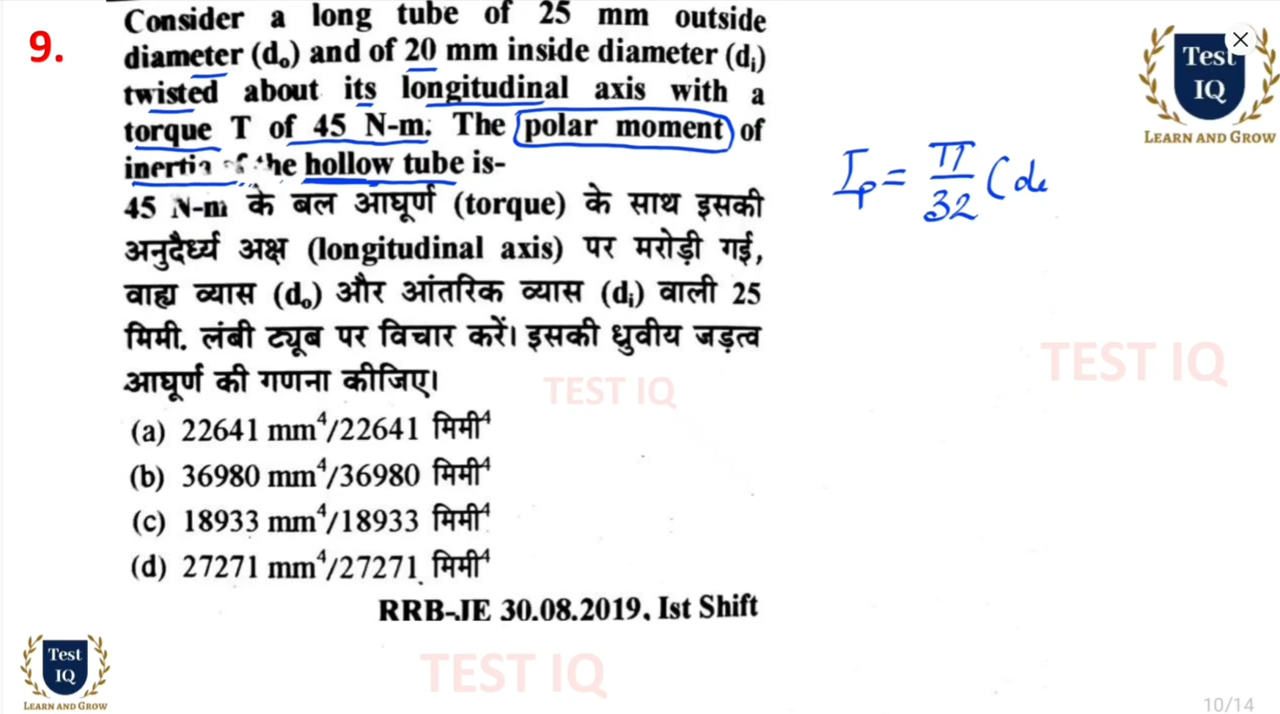 9.
Consider a long tube of 25 mm outside
diameter (dₒ) and of 20 mm inside diameter (dᵢ)
twisted about its longitudinal axis with a
torque T of 45 N-m. The polar moment of
inertia of the hollow tube is-
45 N-m के बल आघूर्ण (torque) के साथ इसकी
अनुदैर्ध्य अक्ष (longitudinal axis) पर मरोड़ी गई,
वाह्य व्यास (dₒ) और आंतरिक व्यास (dᵢ) वाली 25
मिमी. लंबी ट्यूब पर विचार करें। इसकी ध्रुवीय जड़त्व
आघूर्ण की गणना कीजिए।
(a) 22641 mm⁴/22641 मिमी⁴
(b) 36980 mm⁴/36980 मिमी⁴
(c) 18933 mm⁴/18933 मिमी⁴
(d) 27271 mm⁴/27271 मिमी⁴
RRB-JE 30.08.2019, Ist Shift
Iₚ = π/32 (d
Test
IQ
LEARN AND GROW
TEST IQ
TEST IQ
TEST IQ
Test
IQ
LEARN AND GROW
10/14